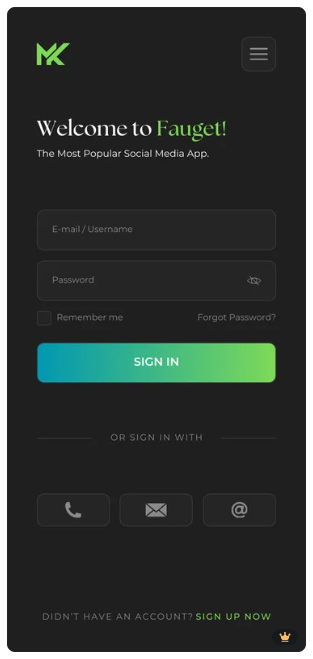 MK
Welcome to Fauget!
The Most Popular Social Media App.
E-mail / Username
Password
Remember me
Forgot Password?
SIGN IN
OR SIGN IN WITH
@
DIDN'T HAVE AN ACCOUNT? SIGN UP NOW